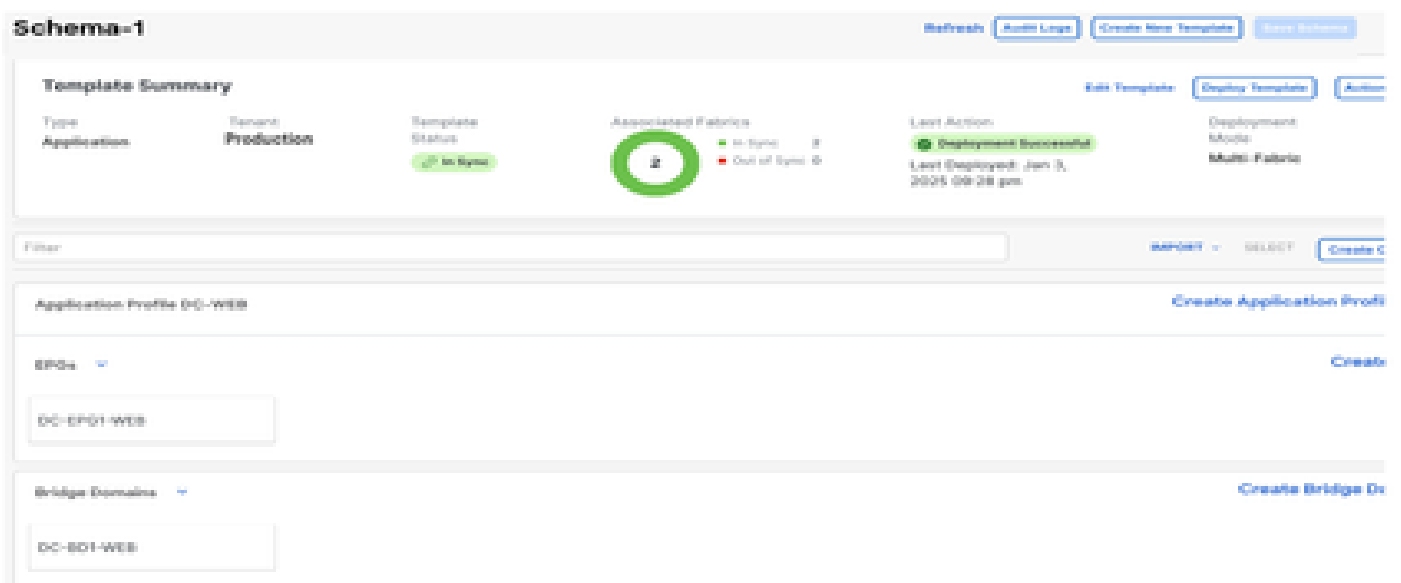 Schema-1
Refresh Audit Logs Create New Template Save Schema
Template Summary
Edit Template Deploy Template Action
Type
Application
Tenant
Production
Template
Status
In Sync
Associated Fabrics
2
In Sync 2
Out of Sync 0
Last Action
Deployment Successful
Last Deployed: Jan 3,
2025 09:28 pm
Deployment
Mode
Multi-Fabric
Filter
IMPORT SELECT Create O
Application Profile DC-WEB
Create Application Profil
EPGs
Create
DC-EPG1-WEB
Bridge Domains
Create Bridge Do
DC-BD1-WEB